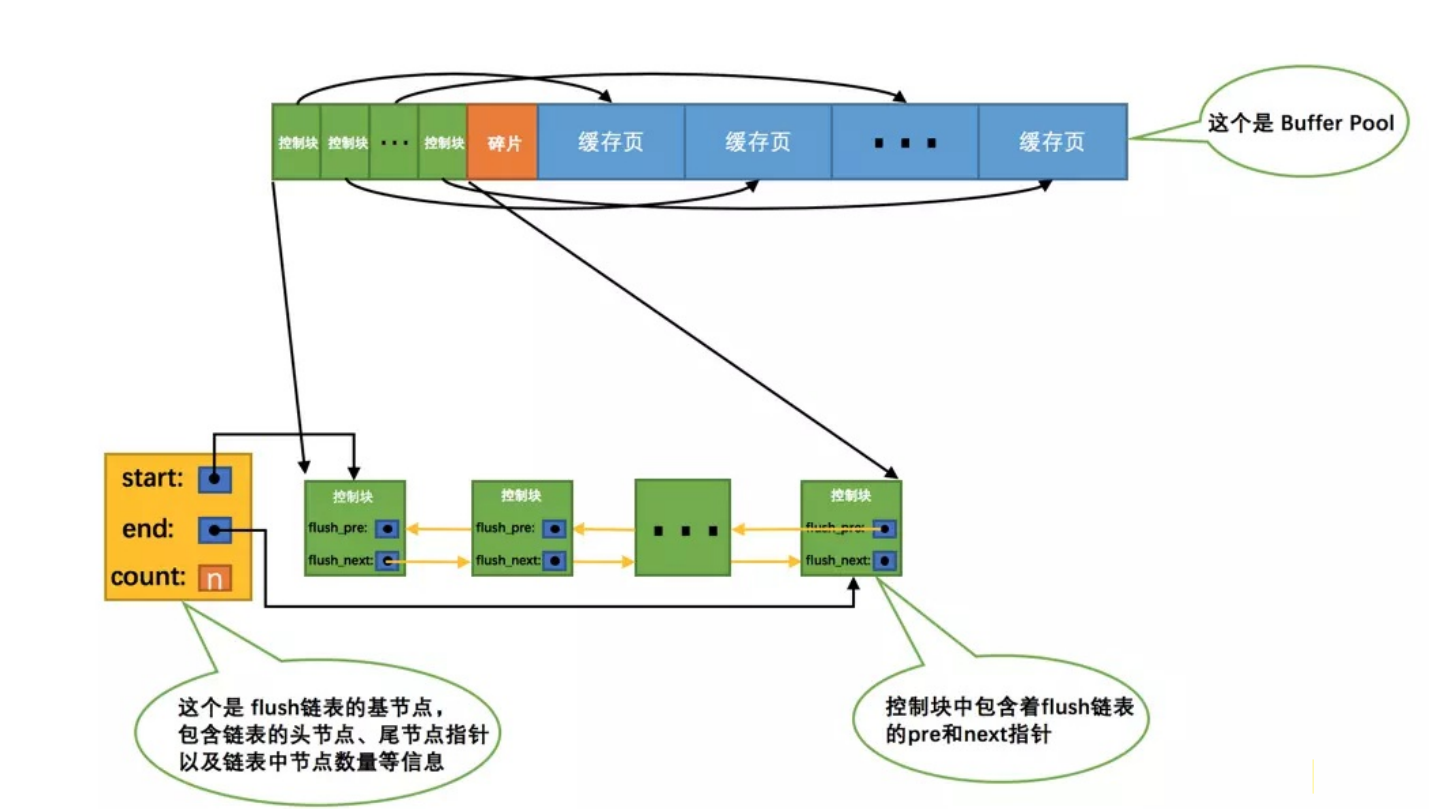 控制块
控制块
...
控制块
碎片
缓存页
缓存页
...
缓存页
这个是 Buffer Pool
start:
end:
count: n
控制块
flush_pre:
flush_next:
控制块
flush_pre:
flush_next:
...
控制块
flush_pre:
flush_next:
这个是 flush链表的基节点，
包含链表的头节点、尾节点指针
以及链表中节点数量等信息
控制块中包含着flush链表
的pre和next指针